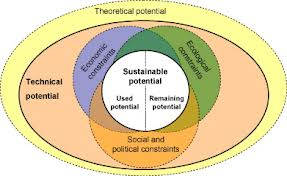 Theoretical potential
Economic
constraints
Ecological
constraints
Technical
potential
Sustainable
potential
Used
potential
Remaining
potential
Social and
political constraints